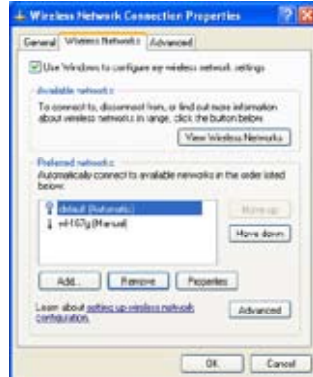 Wireless Network Connection Properties
General Wireless Networks Advanced
Use Windows to configure my wireless network settings
Available networks
To connect to, disconnect from, or find out more information
about wireless networks in range, click the button below.
View Wireless Networks
Preferred networks
Automatically connect to available networks in the order listed
below:
default (Automatic)
wl-167g (Manual)
Move up
Move down
Add... Remove Properties
Learn about setting up wireless network
configuration.
Advanced
OK Cancel